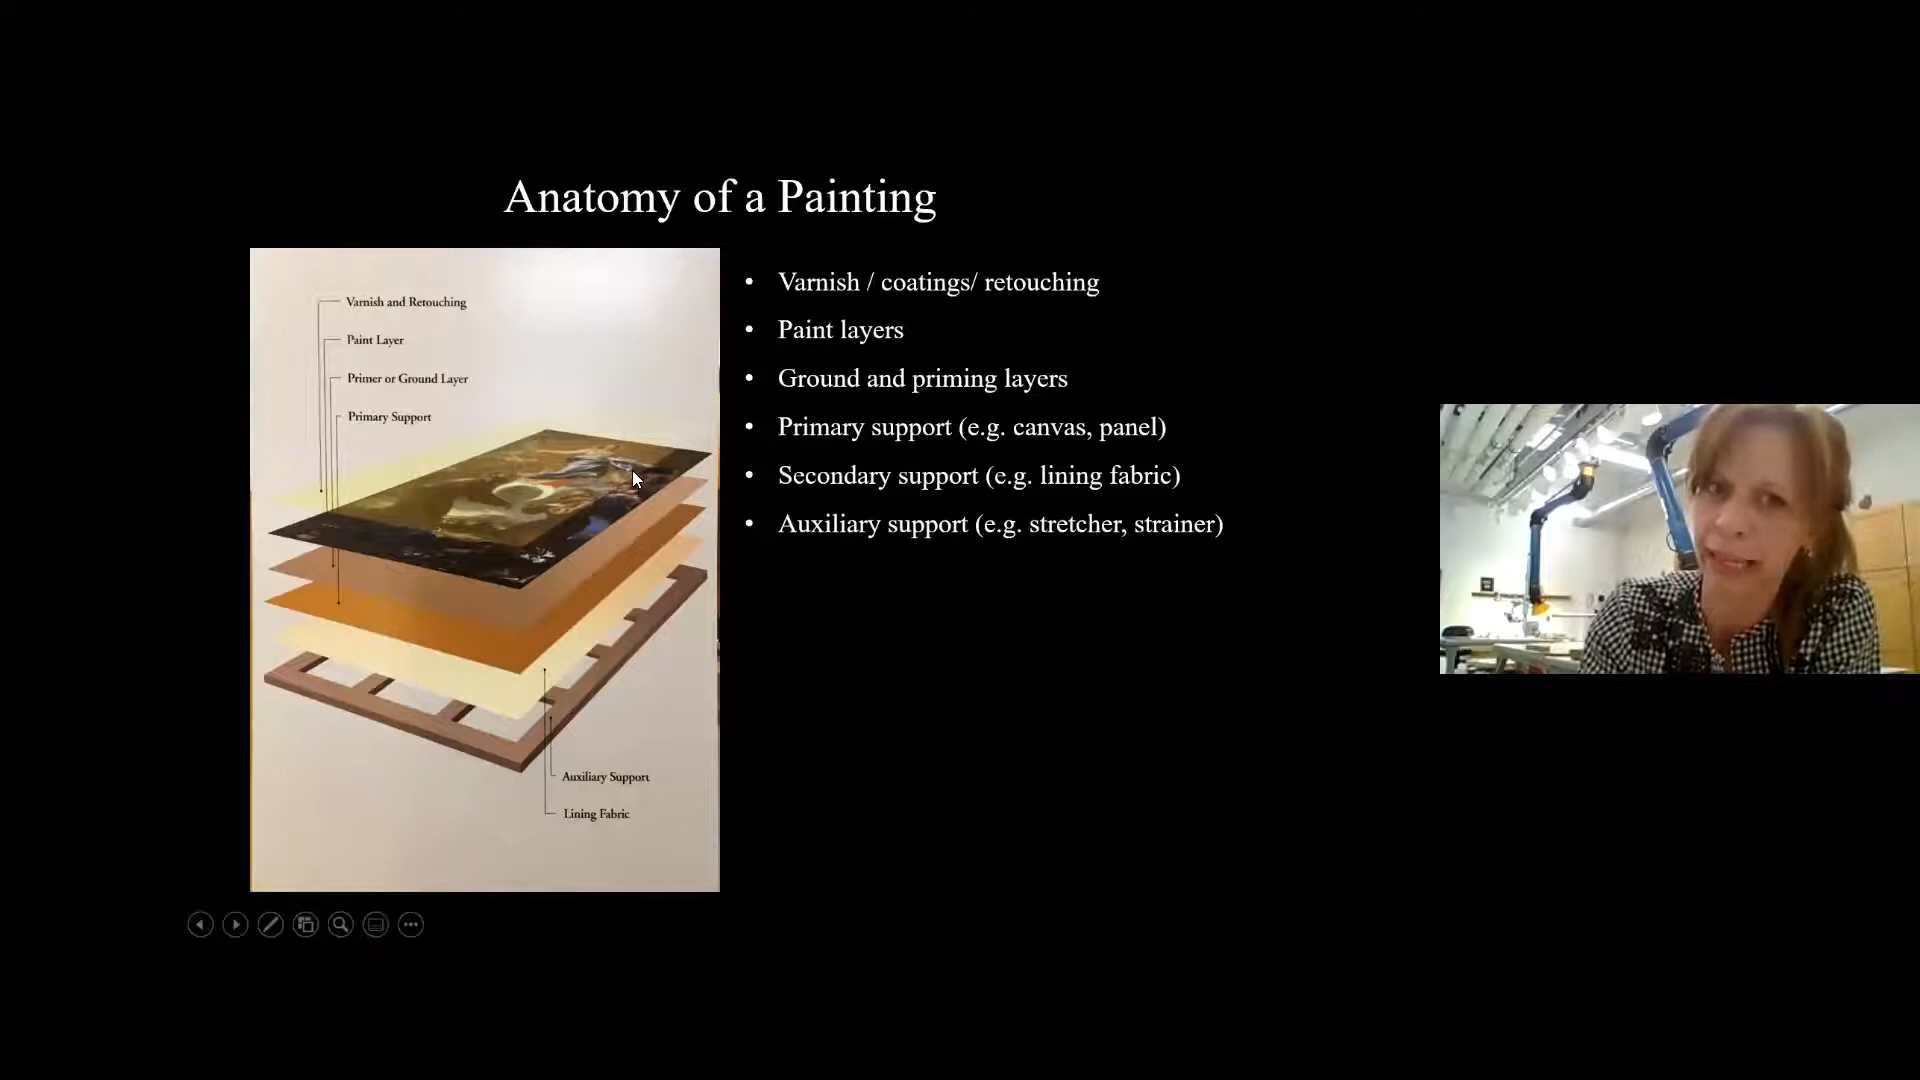 Anatomy of a Painting
Varnish and Retouching
Paint Layer
Primer or Ground Layer
Primary Support
Auxiliary Support
Lining Fabric
• Varnish / coatings/ retouching
• Paint layers
• Ground and priming layers
• Primary support (e.g. canvas, panel)
• Secondary support (e.g. lining fabric)
• Auxiliary support (e.g. stretcher, strainer)